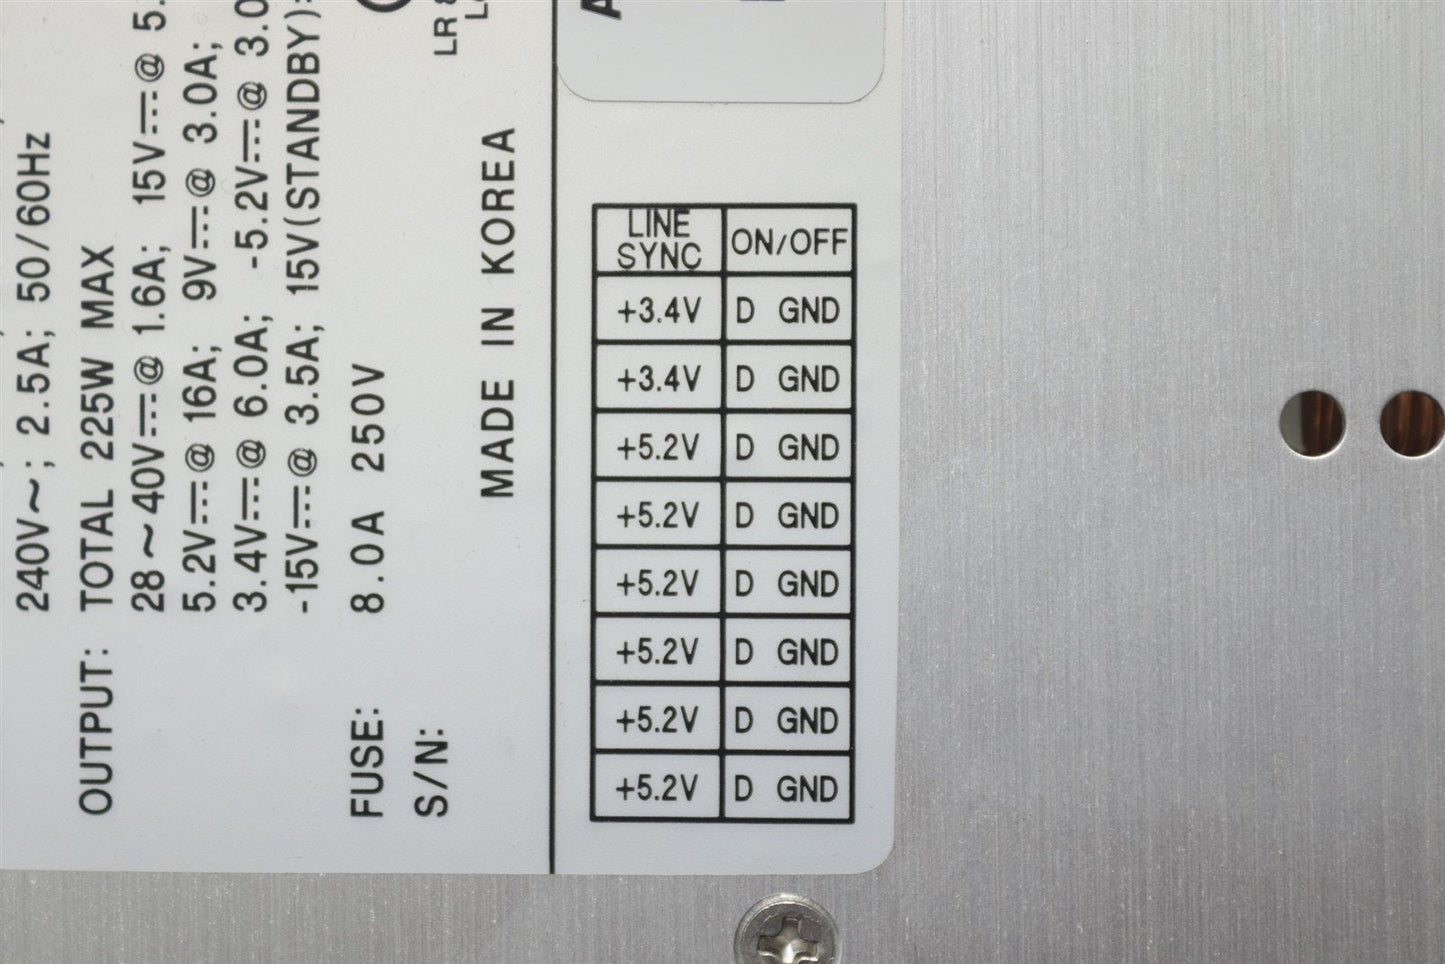 240V～; 2.5A; 50/60Hz
OUTPUT: TOTAL 225W MAX
28～40V⎓@ 1.6A; 15V⎓@ 5.
5.2V⎓@ 16A; 9V⎓@ 3.0A;
3.4V⎓@ 6.0A; -5.2V⎓@ 3.0
-15V⎓@ 3.5A; 15V(STANDBY)
FUSE: 8.0A 250V
S/N:
LR
MADE IN KOREA
LINE SYNC ON/OFF
+3.4V D GND
+3.4V D GND
+5.2V D GND
+5.2V D GND
+5.2V D GND
+5.2V D GND
+5.2V D GND
+5.2V D GND